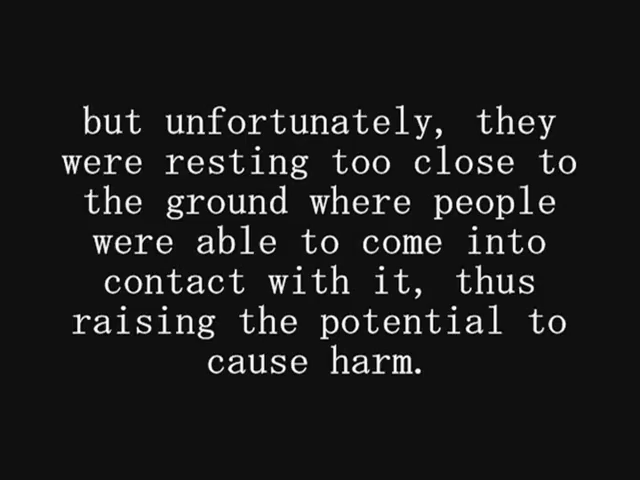 but unfortunately, they
were resting too close to
the ground where people
were able to come into
contact with it, thus
raising the potential to
cause harm.